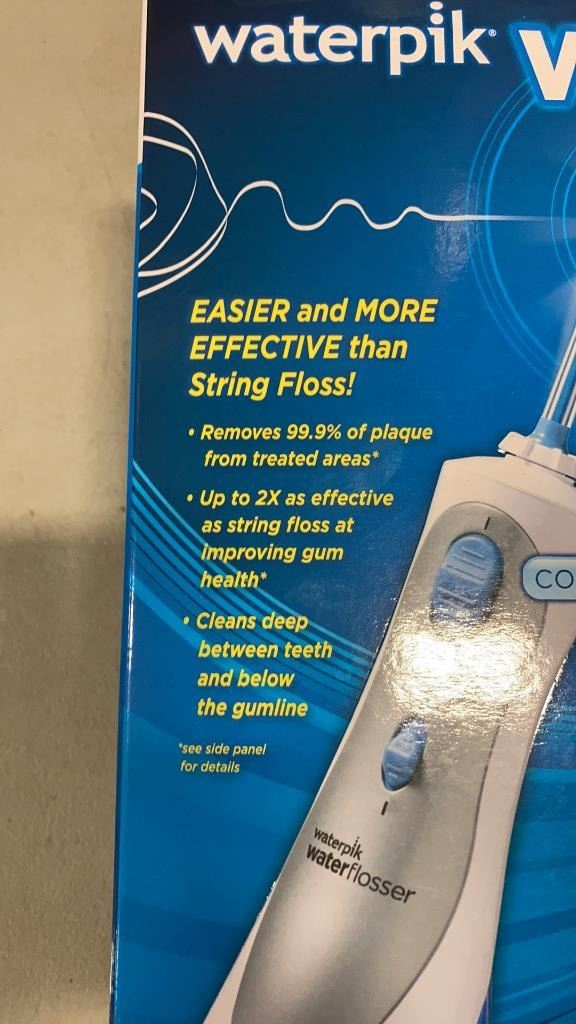 waterpik®
EASIER and MORE
EFFECTIVE than
String Floss!
• Removes 99.9% of plaque
from treated areas*
• Up to 2X as effective
as string floss at
improving gum
health*
• Cleans deep
between teeth
and below
the gumline
*see side panel
for details
CO
waterpik
waterflosser